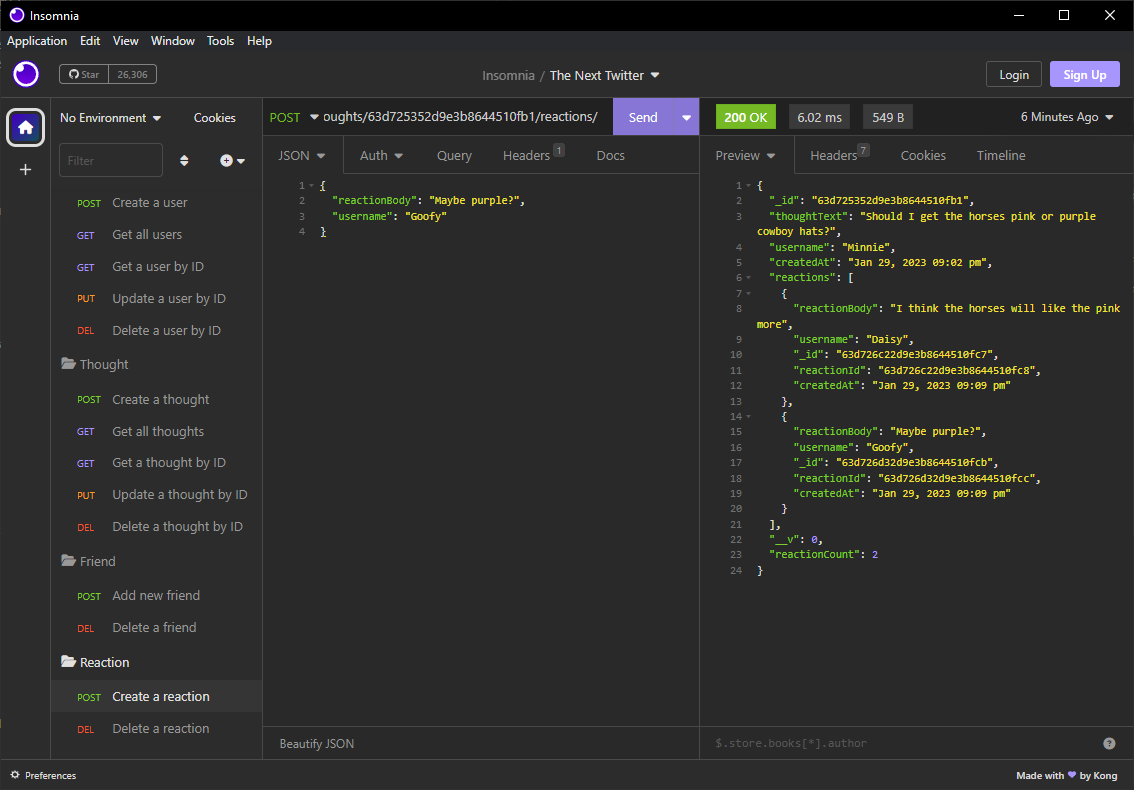 Insomnia
Application Edit View Window Tools Help
Star 26,306
Insomnia / The Next Twitter
Login Sign Up
No Environment Cookies
Filter
POST Create a user
GET Get all users
GET Get a user by ID
PUT Update a user by ID
DEL Delete a user by ID
Thought
POST Create a thought
GET Get all thoughts
GET Get a thought by ID
PUT Update a thought by ID
DEL Delete a thought by ID
Friend
POST Add new friend
DEL Delete a friend
Reaction
POST Create a reaction
DEL Delete a reaction
POST oughts/63d725352d9e3b8644510fb1/reactions/ Send
JSON Auth Query Headers 1 Docs
1 {
2 "reactionBody": "Maybe purple?",
3 "username": "Goofy"
4 }
Beautify JSON
200 OK 6.02 ms 549 B 6 Minutes Ago
Preview Headers 7 Cookies Timeline
1 {
2 "_id": "63d725352d9e3b8644510fb1",
3 "thoughtText": "Should I get the horses pink or purple
cowboy hats?",
4 "username": "Minnie",
5 "createdAt": "Jan 29, 2023 09:02 pm",
6 "reactions": [
7 {
8 "reactionBody": "I think the horses will like the pink
more",
9 "username": "Daisy",
10 "_id": "63d726c22d9e3b8644510fc7",
11 "reactionId": "63d726c22d9e3b8644510fc8",
12 "createdAt": "Jan 29, 2023 09:09 pm"
13 },
14 {
15 "reactionBody": "Maybe purple?",
16 "username": "Goofy",
17 "_id": "63d726d32d9e3b8644510fcb",
18 "reactionId": "63d726d32d9e3b8644510fcc",
19 "createdAt": "Jan 29, 2023 09:09 pm"
20 }
21 ],
22 "__v": 0,
23 "reactionCount": 2
24 }
$.store.books[*].author ?
Preferences
Made with ♥ by Kong